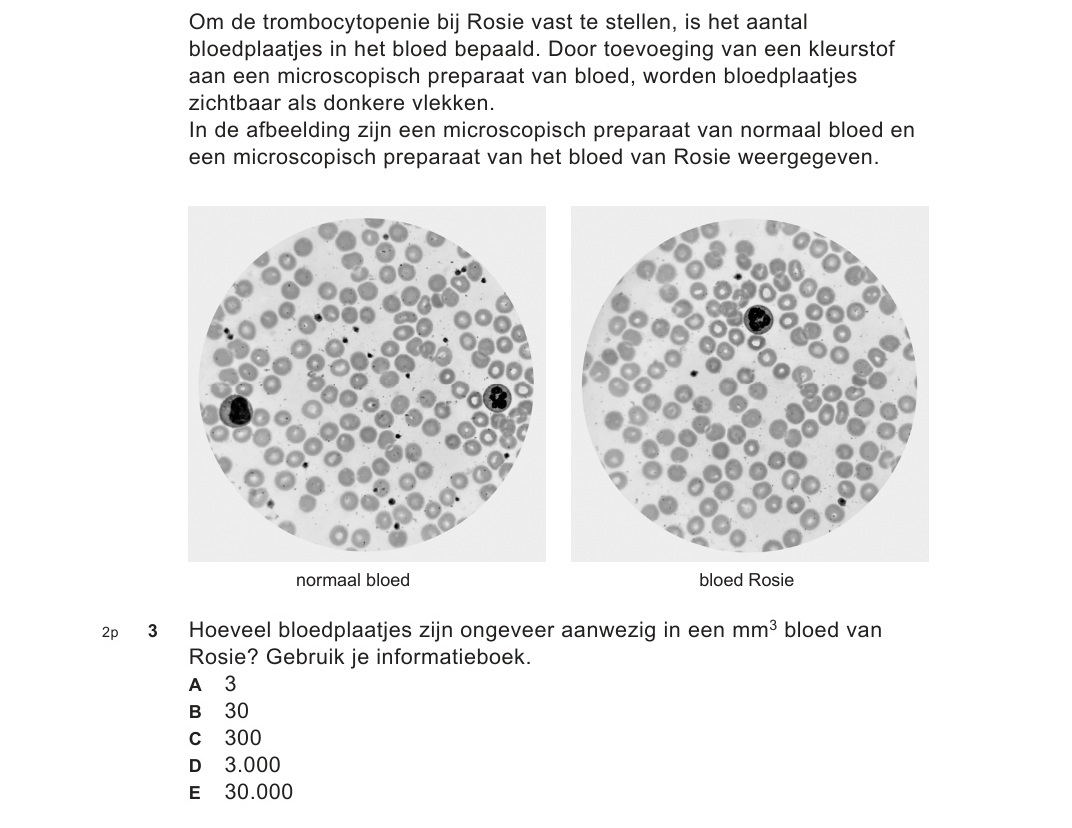 Om de trombocytopenie bij Rosie vast te stellen, is het aantal
bloedplaatjes in het bloed bepaald. Door toevoeging van een kleurstof
aan een microscopisch preparaat van bloed, worden bloedplaatjes
zichtbaar als donkere vlekken.
In de afbeelding zijn een microscopisch preparaat van normaal bloed en
een microscopisch preparaat van het bloed van Rosie weergegeven.
normaal bloed
bloed Rosie
2p 3 Hoeveel bloedplaatjes zijn ongeveer aanwezig in een mm³ bloed van
Rosie? Gebruik je informatieboek.
A 3
B 30
C 300
D 3.000
E 30.000